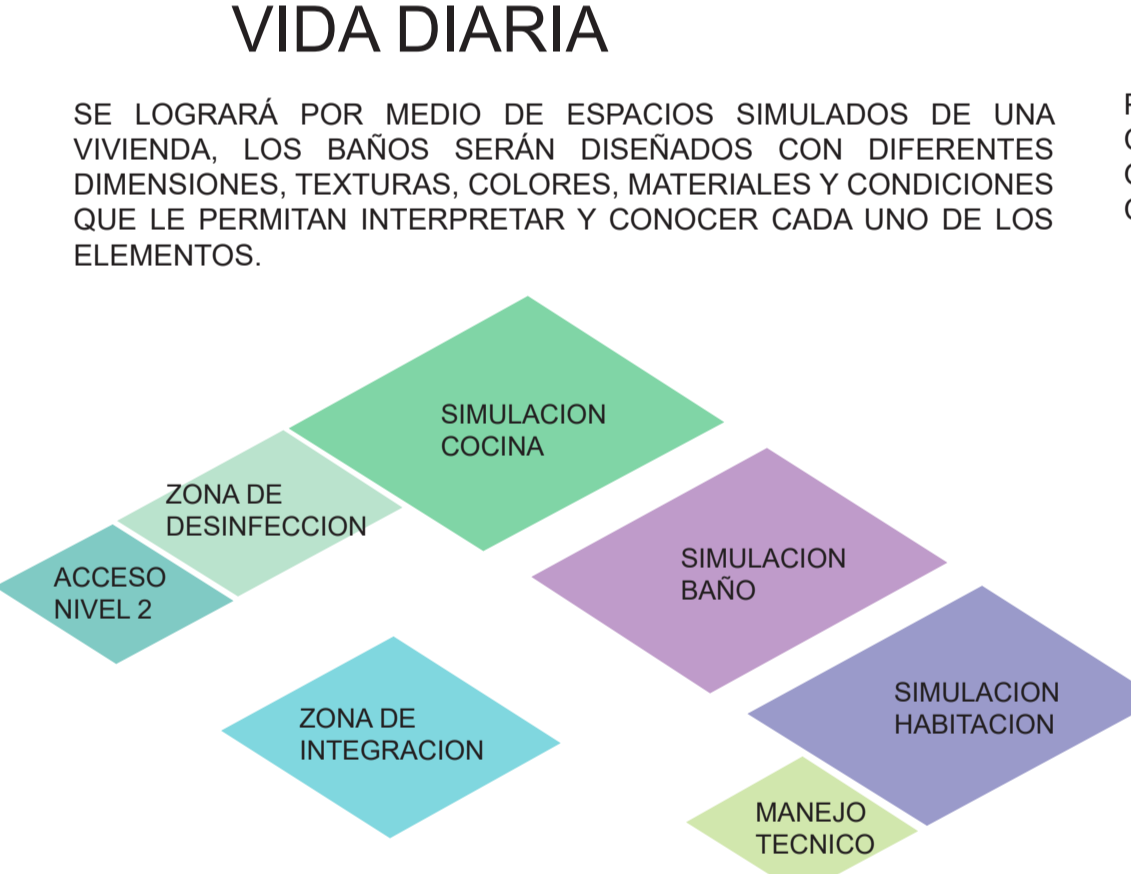 VIDA DIARIA
SE LOGRARÁ POR MEDIO DE ESPACIOS SIMULADOS DE UNA
VIVIENDA, LOS BAÑOS SERÁN DISEÑADOS CON DIFERENTES
DIMENSIONES, TEXTURAS, COLORES, MATERIALES Y CONDICIONES
QUE LE PERMITAN INTERPRETAR Y CONOCER CADA UNO DE LOS
ELEMENTOS.
SIMULACION
COCINA
ZONA DE
DESINFECCION
ACCESO
NIVEL 2
SIMULACION
BAÑO
ZONA DE
INTEGRACION
SIMULACION
HABITACION
MANEJO
TECNICO